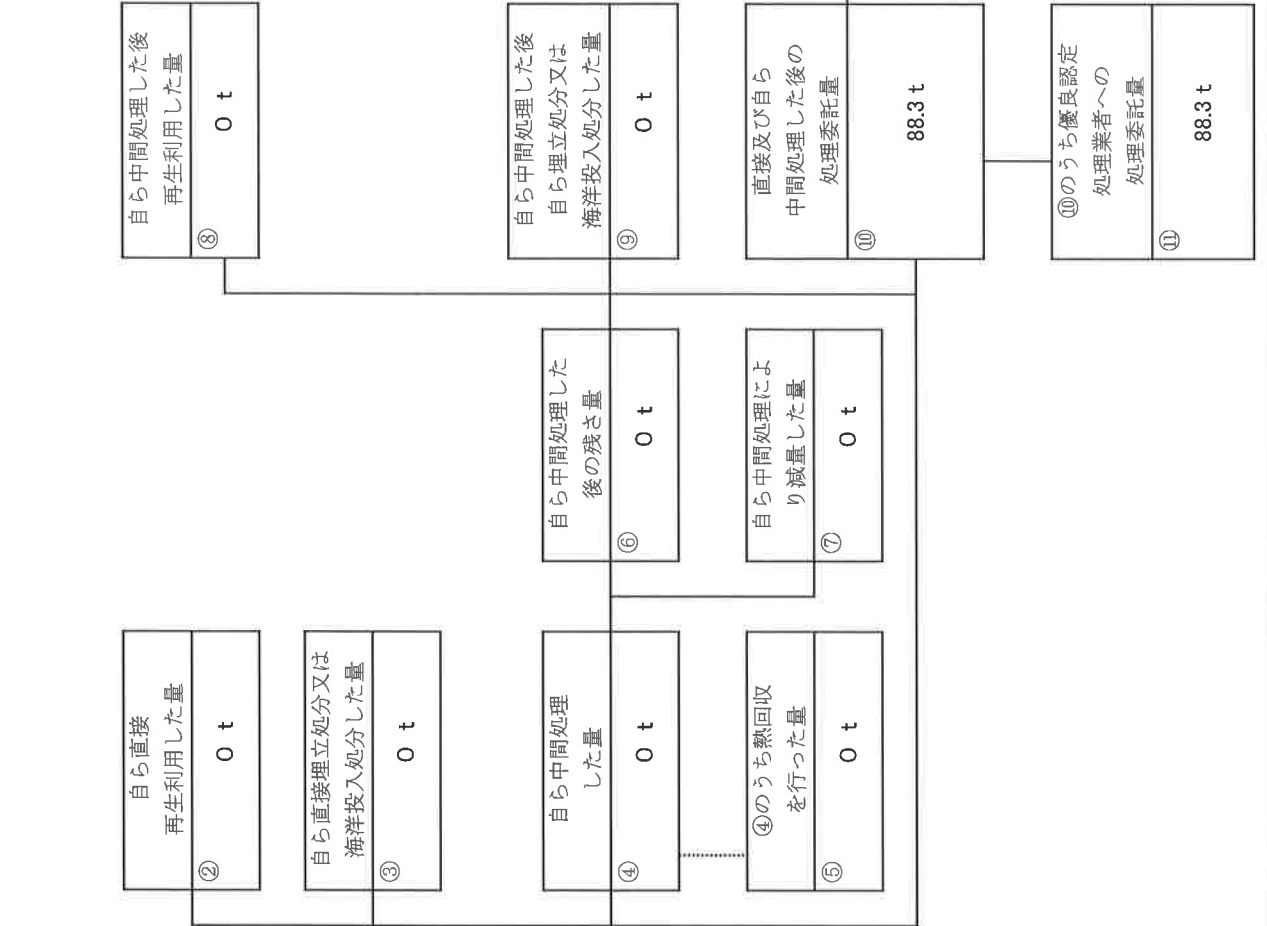 自ら直接
再生利用した量
②
0 t
自ら直接埋立処分又は
海洋投入処分した量
③
0 t
自ら中間処理
した量
④
0 t
④のうち熱回収
を行った量
⑤
0 t
自ら中間処理した
後の残さ量
⑥
0 t
自ら中間処理によ
り減量した量
⑦
0 t
自ら中間処理した後
再生利用した量
⑧
0 t
自ら中間処理した後
自ら埋立処分又は
海洋投入処分した量
⑨
0 t
直接及び自ら
中間処理した後の
処理委託量
⑩
88.3 t
⑩のうち優良認定
処理業者への
処理委託量
⑪
88.3 t